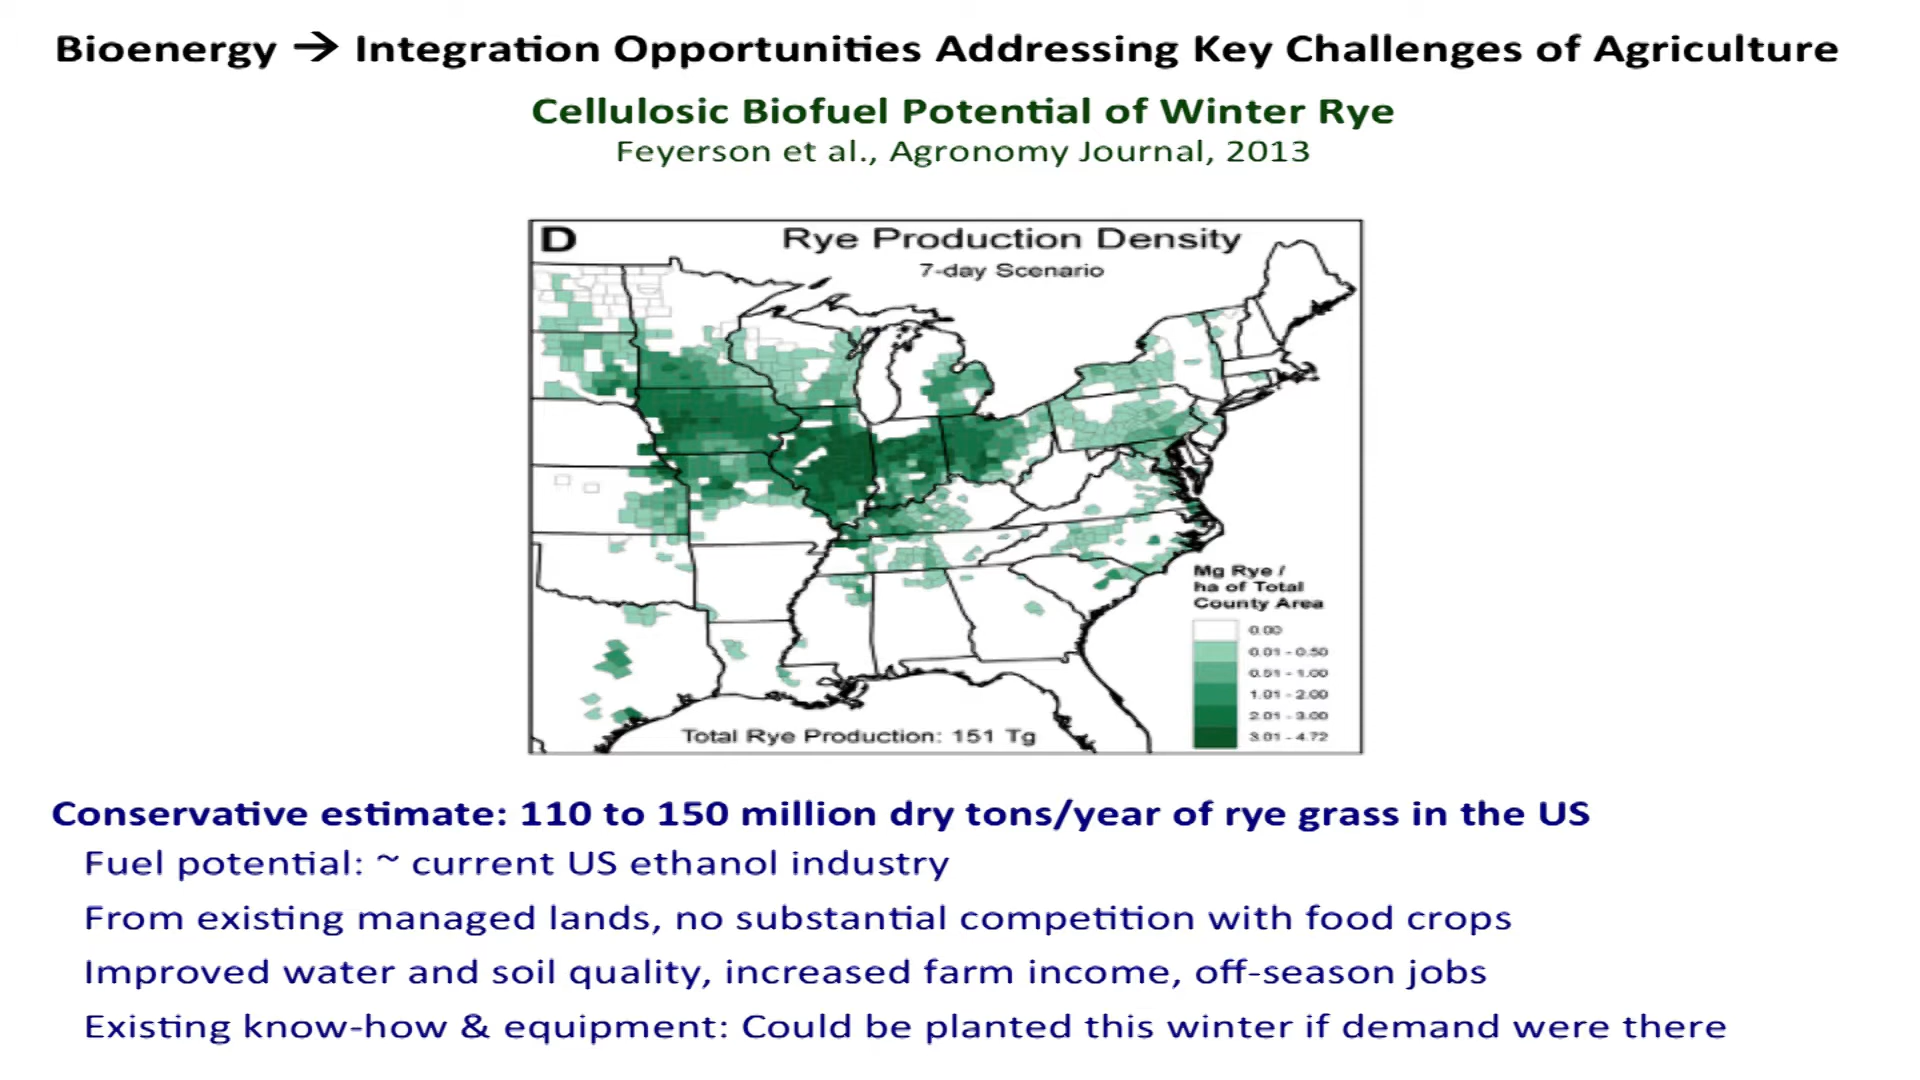 Bioenergy → Integration Opportunities Addressing Key Challenges of Agriculture
Cellulosic Biofuel Potential of Winter Rye
Feyerson et al., Agronomy Journal, 2013
D Rye Production Density
7-day Scenario
Mg Rye /
ha of Total
County Area
0.00
0.01 - 0.50
0.51 - 1.00
1.01 - 2.00
2.01 - 3.00
3.01 - 4.72
Total Rye Production: 151 Tg
Conservative estimate: 110 to 150 million dry tons/year of rye grass in the US
Fuel potential: ~ current US ethanol industry
From existing managed lands, no substantial competition with food crops
Improved water and soil quality, increased farm income, off-season jobs
Existing know-how & equipment: Could be planted this winter if demand were there